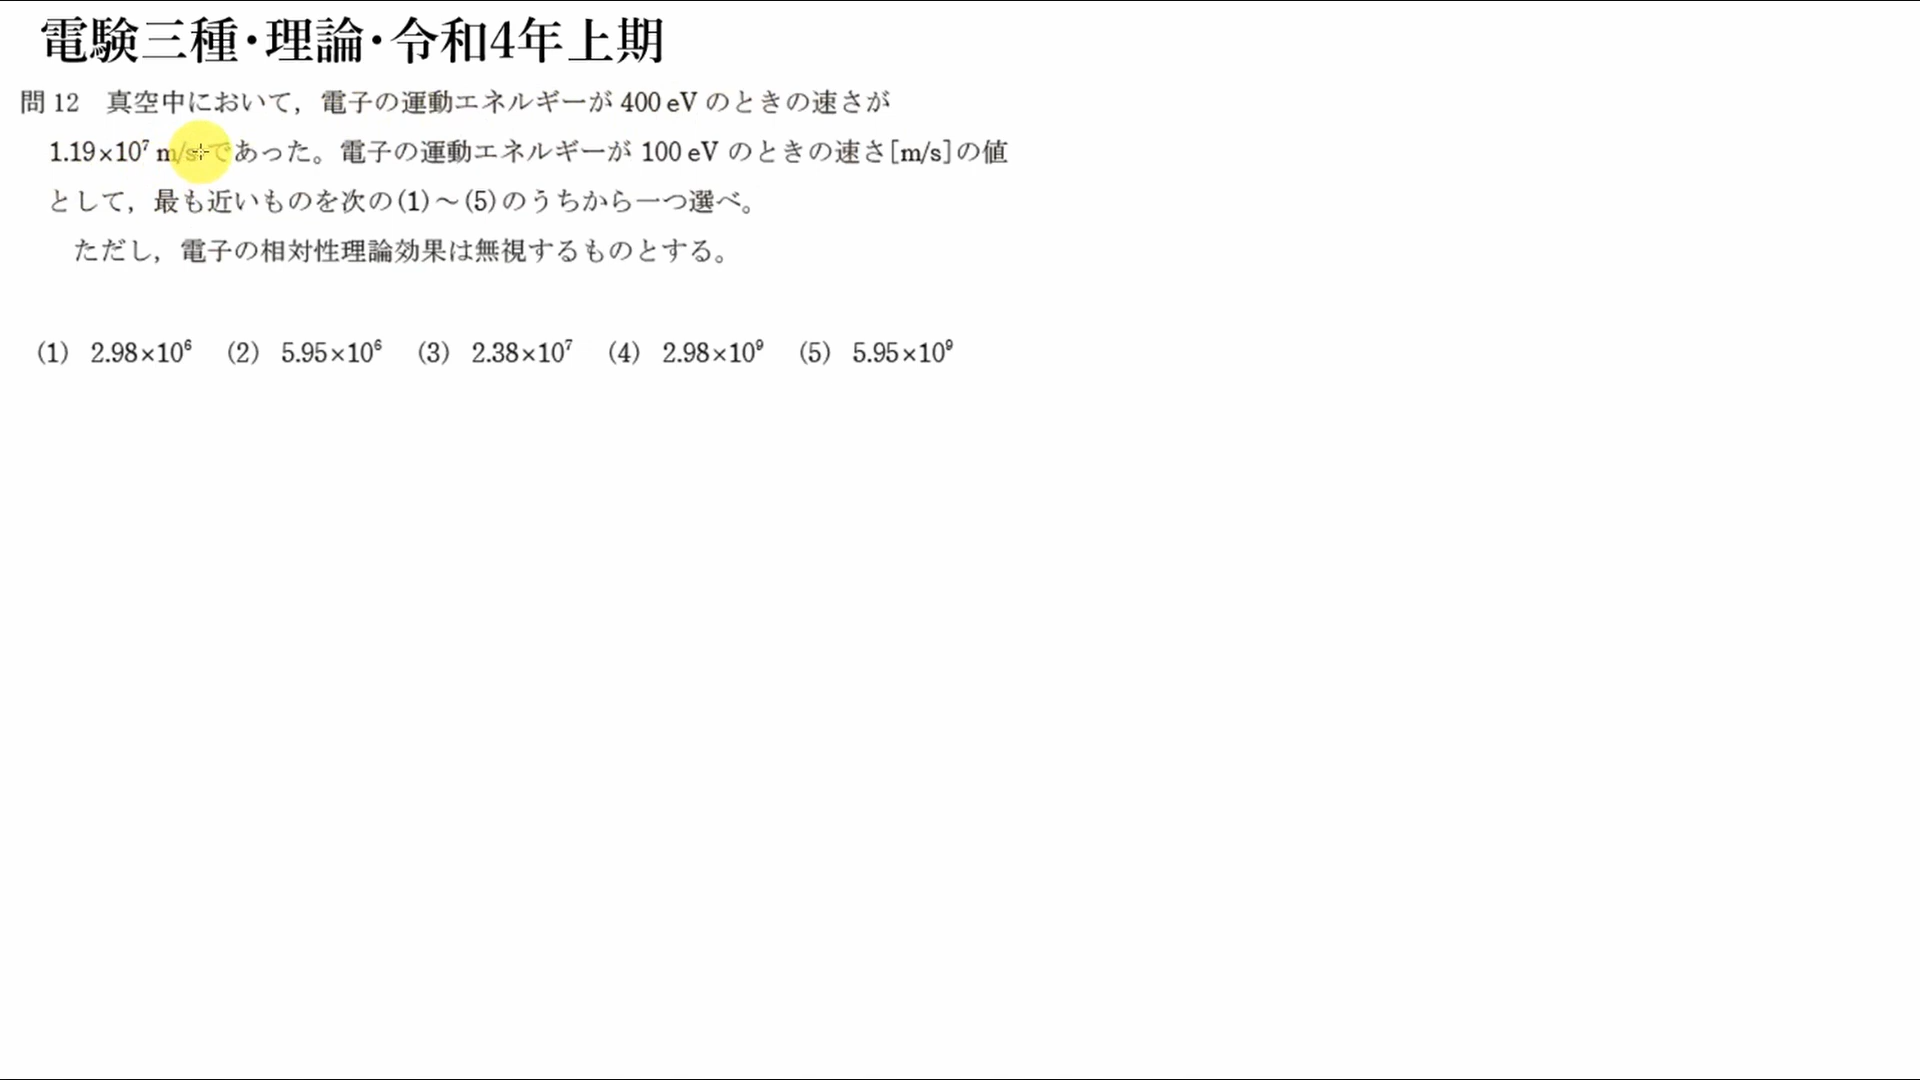 電験三種・理論・令和4年上期
問 12　真空中において，電子の運動エネルギーが 400 eV のときの速さが
1.19×10⁷ m/s であった。電子の運動エネルギーが 100 eV のときの速さ[m/s]の値
として，最も近いものを次の(1)～(5)のうちから一つ選べ。
ただし，電子の相対性理論効果は無視するものとする。
(1) 2.98×10⁶　(2) 5.95×10⁶　(3) 2.38×10⁷　(4) 2.98×10⁹　(5) 5.95×10⁹